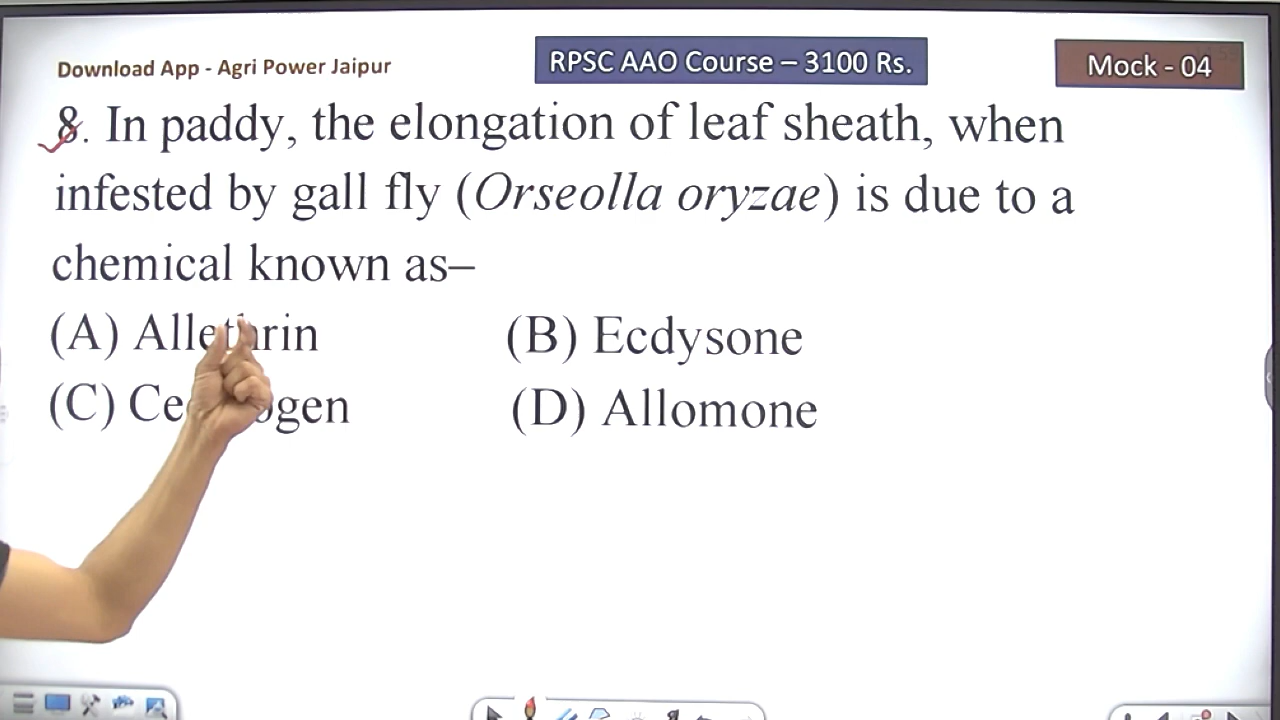 Download App - Agri Power Jaipur
RPSC AAO Course – 3100 Rs.
Mock - 04
8. In paddy, the elongation of leaf sheath, when
infested by gall fly (Orseolla oryzae) is due to a
chemical known as–
(A) Allethrin
(B) Ecdysone
(C)
(D) Allomone